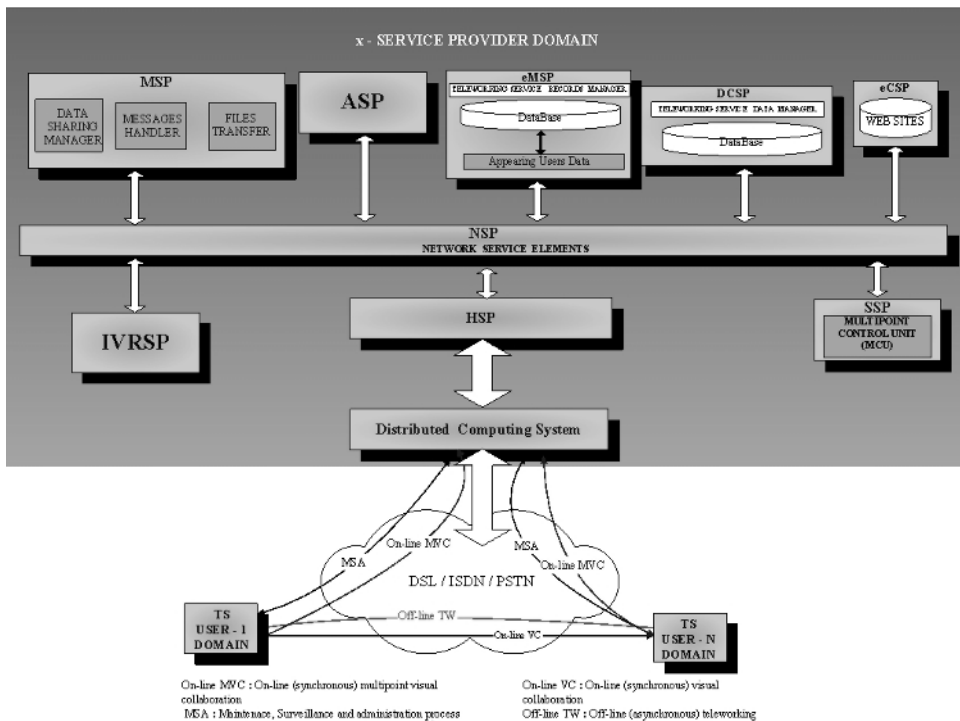 x - SERVICE PROVIDER DOMAIN
MSP
DATA
SHARING
MANAGER
MESSAGES
HANDLER
FILES
TRANSFER
ASP
eMSP
TELEWORKING SERVICE RECORDS MANAGER
DataBase
Appearing Users Data
DCSP
TELEWORKING SERVICE DATA MANAGER
DataBase
eCSP
WEB SITES
NSP
NETWORK SERVICE ELEMENTS
IVRSP
HSP
SSP
MULTIPOINT
CONTROL UNIT
(MCU)
Distributed Computing System
On-line MVC
MSA
MSA
On-line MVC
DSL / ISDN / PSTN
Off-line TW
On-line VC
TS
USER - 1
DOMAIN
TS
USER - N
DOMAIN
On-line MVC : On-line (synchronous) multipoint visual
collaboration
MSA : Maintenace, Surveillance and administration process
On-line VC : On-line (synchronous) visual
collaboration
Off-line TW : Off-line (asynchronous) teleworking